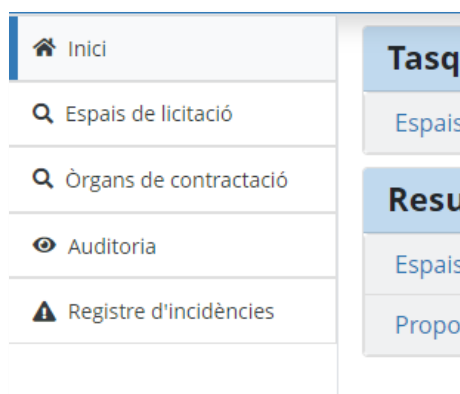 Inici
Espais de licitació
Òrgans de contractació
Auditoria
Registre d'incidències
Tasq
Espais
Resu
Espais
Propo